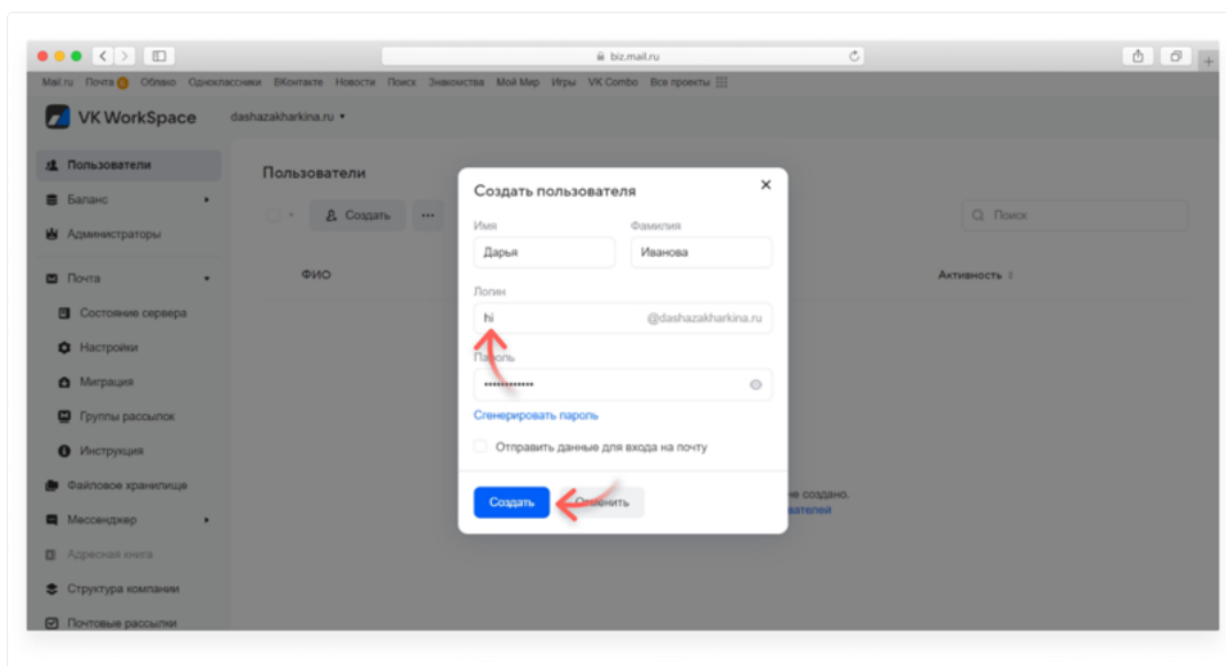 biz.mail.ru
Mail.ru Почта Облако Одноклассники ВКонтакте Новости Поиск Знакомства Мой Мир Игры VK Combo Все проекты
VK WorkSpace dashazakharkina.ru
Пользователи
Баланс
Администраторы
Почта
Состояние сервера
Настройки
Миграция
Группы рассылок
Инструкция
Файловое хранилище
Мессенджер
Адресная книга
Структура компании
Почтовые рассылки
Пользователи
Создать
Поиск
ФИО
Активность
Создать пользователя
Имя Фамилия
Дарья Иванова
Логин
hi @dashazakharkina.ru
Пароль
••••••••••••
Сгенерировать пароль
Отправить данные для входа на почту
Создать Отменить
не создано.